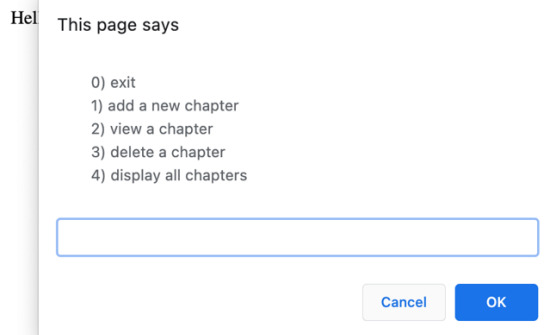 Hel
This page says
0) exit
1) add a new chapter
2) view a chapter
3) delete a chapter
4) display all chapters
Cancel
OK